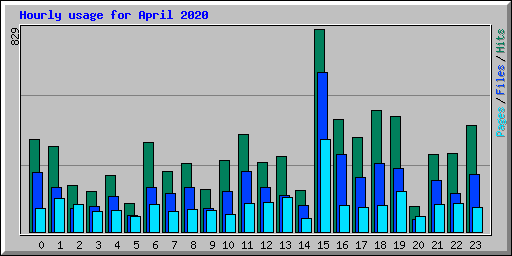 Hourly usage for April 2020
829
Pages/Files/Hits
0 1 2 3 4 5 6 7 8 9 10 11 12 13 14 15 16 17 18 19 20 21 22 23